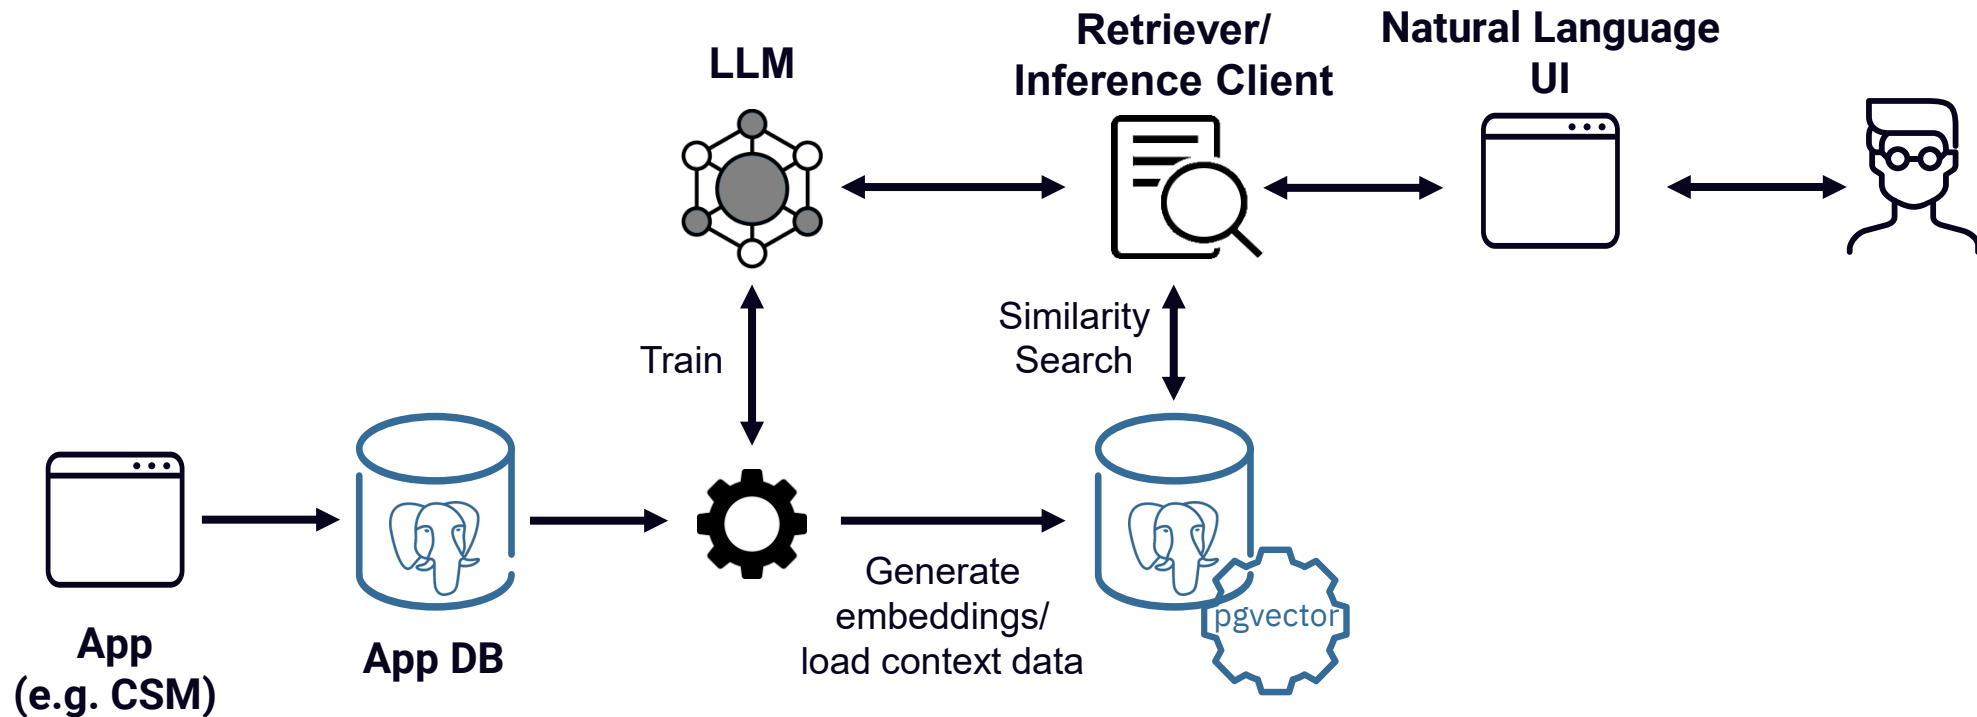 LLM
Retriever/
Inference Client
Natural Language
UI
Train
Similarity
Search
App
(e.g. CSM)
App DB
Generate
embeddings/
load context data
pgvector